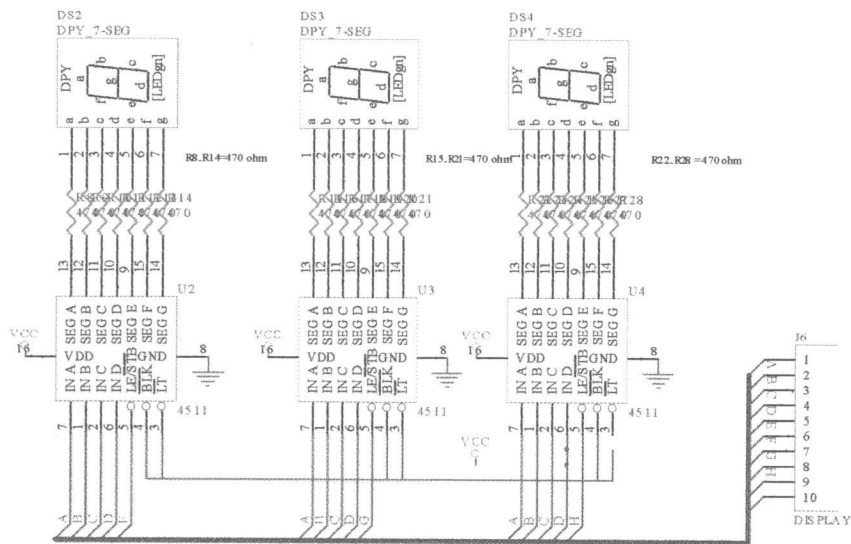 DS2
DPY_7-SEG
DPY
a b c d e f g
[LEDgn]
a b c d e f g
1 2 3 4 5 6 7
R8-R14=470 ohm
13 12 11 10 9 15 14
U2
VCC
16
SEG A SEG B SEG C SEG D SEG E SEG F SEG G
VDD GND
8
IN A IN B IN C IN D LE/STB BLK LT
4511
7 1 2 6 5 4 3
A B C D
DS3
DPY_7-SEG
DPY
a b c d e f g
[LEDgn]
a b c d e f g
1 2 3 4 5 6 7
R15-R21=470 ohm
13 12 11 10 9 15 14
U3
VCC
16
SEG A SEG B SEG C SEG D SEG E SEG F SEG G
VDD GND
8
IN A IN B IN C IN D LE/STB BLK LT
4511
7 1 2 6 5 4 3
A D G
DS4
DPY_7-SEG
DPY
a b c d e f g
[LEDgn]
a b c d e f g
1 2 3 4 5 6 7
R22-R28 =470 ohm
13 12 11 10 9 15 14
U4
VCC
16
SEG A SEG B SEG C SEG D SEG E SEG F SEG G
VDD GND
8
IN A IN B IN C IN D LE/STB BLK LT
4511
7 1 2 6 5 4 3
VCC
A B C D H
J6
1
2
3
4
5
6
7
8
9
10
DISPLAY